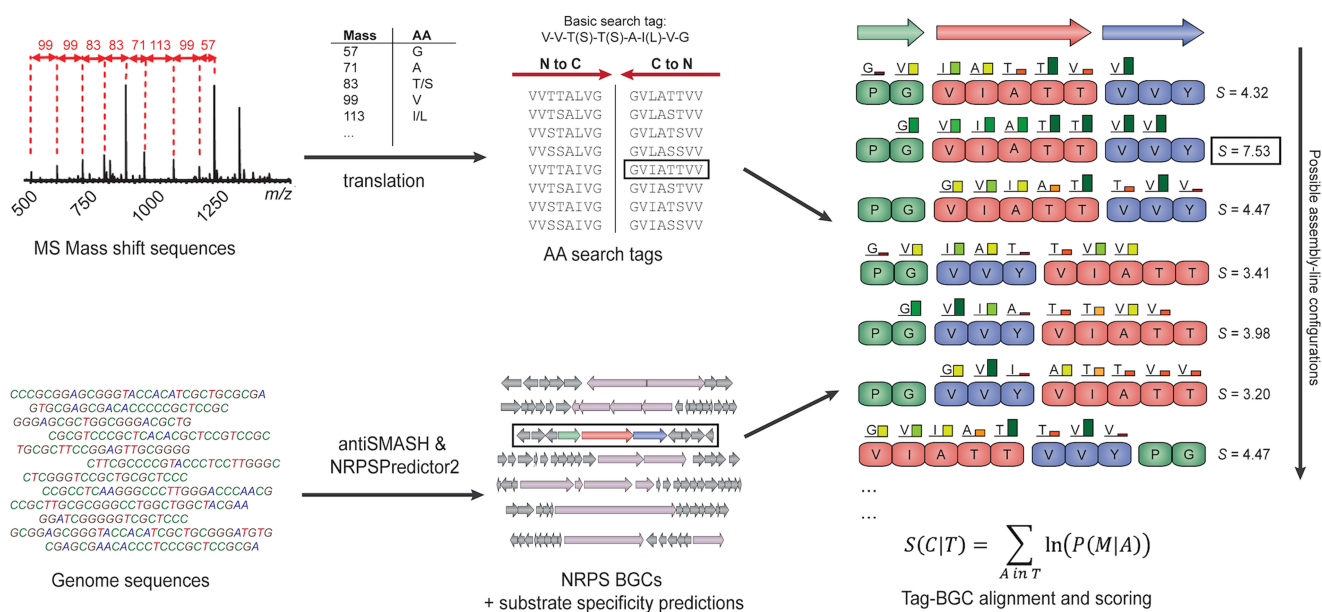 99 99 83 83 71 113 99 57
500 750 1000 1250 m/z
MS Mass shift sequences
Mass AA
57 G
71 A
83 T/S
99 V
113 I/L
...
translation
Basic search tag:
V-V-T(S)-T(S)-A-I(L)-V-G
N to C C to N
VVTTALVG GVLATTVV
VVSTALVG GVLATSVV
VVSTALVG GVLATSVV
VVSSALVG GVLASSVV
VVTTAIVG GVIATTVV
VVTSAIVG GVIASTVV
VVSTAIVG GVIATSVV
VVSSAIVG GVIASSVV
AA search tags
CCCGCGGAGCGGGTACCACATCGCTGCGCGA
GTGCGAGCGACACCCCCGCTCCGC
GGGAGCGCTGGCGGGACGCTG
CGCGTCCCGCTCACACGCTCCGTCCGC
TGCGCTTCCGGAGTTGCGGGG
CTTCGCCCCGTACCCTCCTTGGGC
CTCGGGTCCGCTGCGCTCCC
CCGCCTCAAGGGCCCTTGGGACCCAACG
CCGCTTGCGCGGGCCTGGCTGGCTACGAA
GGATCGGGGGTCGCTCCC
GCGGAGCGGGTACCACATCGCTGCGGGATGTG
CGAGCGAACACCCTCCCGCTCCGCGA
Genome sequences
antiSMASH &
NRPSPredictor2
NRPS BGCs
+ substrate specificity predictions
G V I A T T V V
P G V I A T T V V Y S = 4.32
G V I A T T V V
P G V I A T T V V Y S = 7.53
G V I A T T V V
P G V I A T T V V Y S = 4.47
G V I A T T V V
P G V V Y V I A T T S = 3.41
G V I A T T V V
P G V V Y V I A T T S = 3.98
G V I A T T V V
P G V V Y V I A T T S = 3.20
G V I A T T V V
V I A T T V V Y P G S = 4.47
...
...
Possible assembly-line configurations
S(C|T) = ∑ ln(P(M|A))
A in T
Tag-BGC alignment and scoring